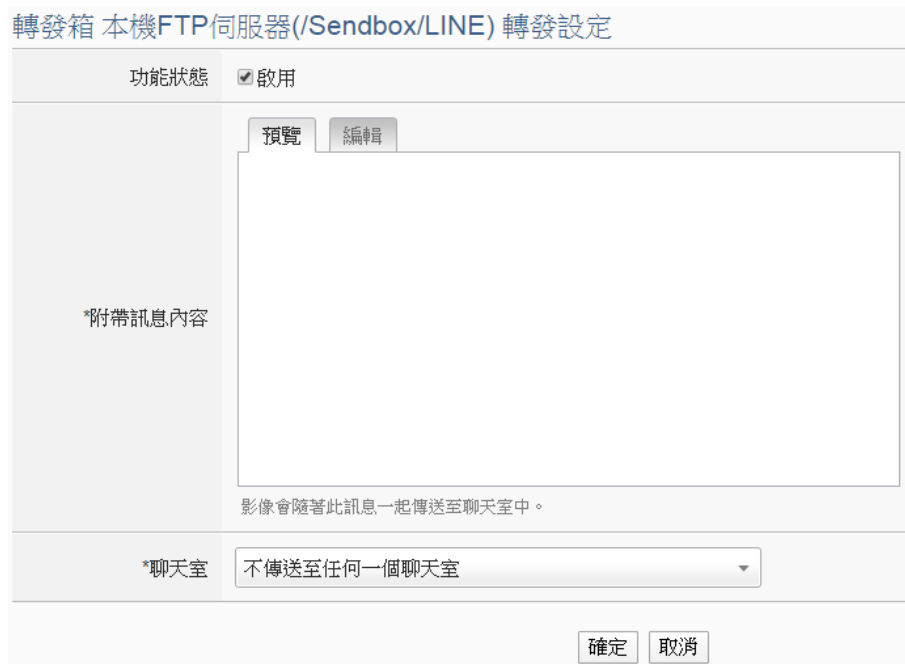 轉發箱 本機FTP伺服器(/Sendbox/LINE) 轉發設定
功能狀態 啟用
預覽 編輯
*附帶訊息內容
影像會隨著此訊息一起傳送至聊天室中。
*聊天室 不傳送至任何一個聊天室
確定 取消